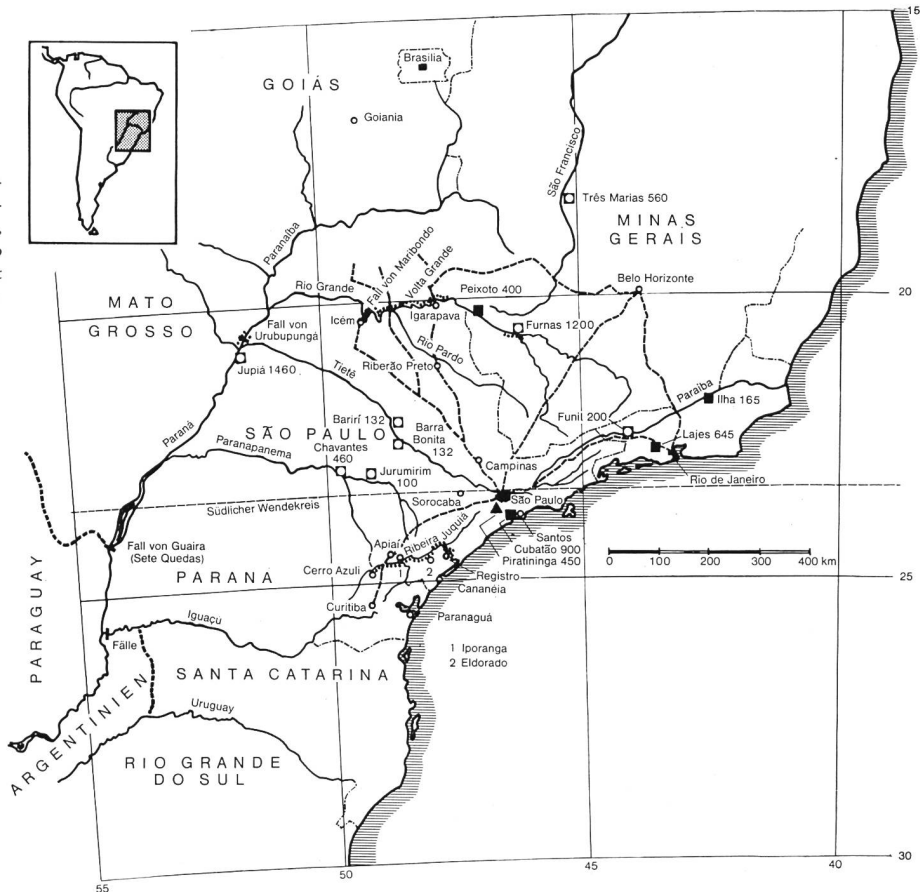 15
Brasilia
GOIÁS
Goiania
São Francisco
Três Marias 560
MINAS
GERAIS
Paranaíba
Fall von Maribondo
Volta Grande
Belo Horizonte
Rio Grande
Peixoto 400
20
MATO
GROSSO
Icém
Igarapava
Furnas 1200
Fall von
Urubupungá
Rio Pardo
Riberão Preto
Jupiá 1460
Tieté
Paraíba
Ilha 165
Barirí 132
Barra
Bonita
132
Funil 200
Lajes 645
Paraná
SÃO PAULO
Paranapanema
Chavantes
460
Jurumirim
100
Campinas
Rio de Janeiro
Sorocaba
São Paulo
Südlicher Wendekreis
Santos
Cubatão 900
Piratininga 450
0 100 200 300 400 km
Fall von Guaira
(Sete Quedas)
Apiaí
Ribeira
Juquiá
Cerro Azuli
1
2
Registro
Cananéia
25
PARANA
PARAGUAY
Curitiba
Paranaguá
Iguaçu
Fälle
1 Iporanga
2 Eldorado
SANTA CATARINA
ARGENTINIEN
Uruguay
RIO GRANDE
DO SUL
30
55
50
45
40